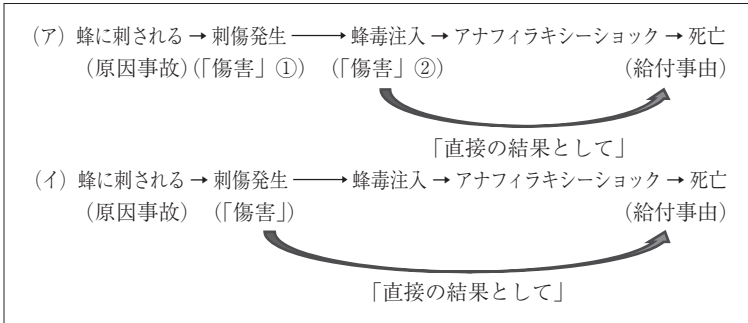 （ア）蜂に刺される → 刺傷発生 → 蜂毒注入 → アナフィラキシーショック → 死亡
（原因事故）（「傷害」①）（「傷害」②）（給付事由）
「直接の結果として」
（イ）蜂に刺される → 刺傷発生 → 蜂毒注入 → アナフィラキシーショック → 死亡
（原因事故）（「傷害」）（給付事由）
「直接の結果として」